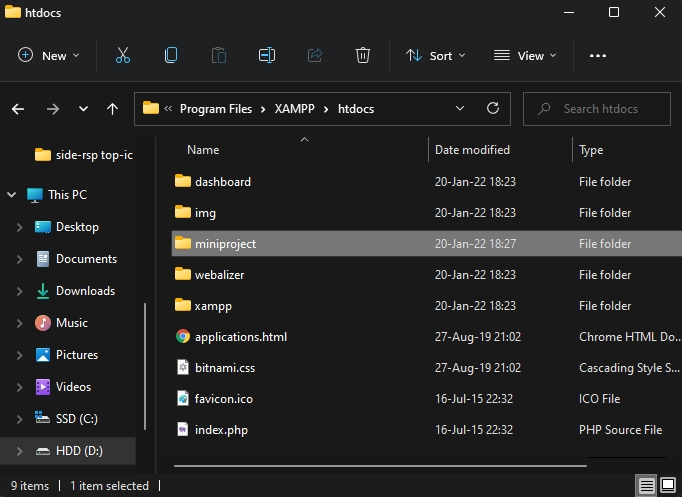 htdocs
New Sort View
« Program Files > XAMPP > htdocs Search htdocs
Name Date modified Type
side-rsp top-ic
This PC
Desktop
Documents
Downloads
Music
Pictures
Videos
SSD (C:)
HDD (D:)
dashboard 20-Jan-22 18:23 File folder
img 20-Jan-22 18:23 File folder
miniproject 20-Jan-22 18:27 File folder
webalizer 20-Jan-22 18:23 File folder
xampp 20-Jan-22 18:23 File folder
applications.html 27-Aug-19 21:02 Chrome HTML Do...
bitnami.css 27-Aug-19 21:02 Cascading Style S...
favicon.ico 16-Jul-15 22:32 ICO File
index.php 16-Jul-15 22:32 PHP Source File
9 items 1 item selected